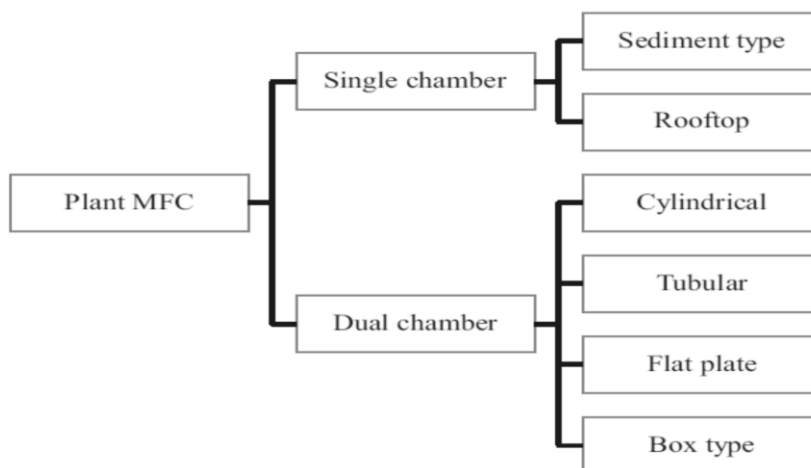 Plant MFC
Single chamber
Sediment type
Rooftop
Dual chamber
Cylindrical
Tubular
Flat plate
Box type